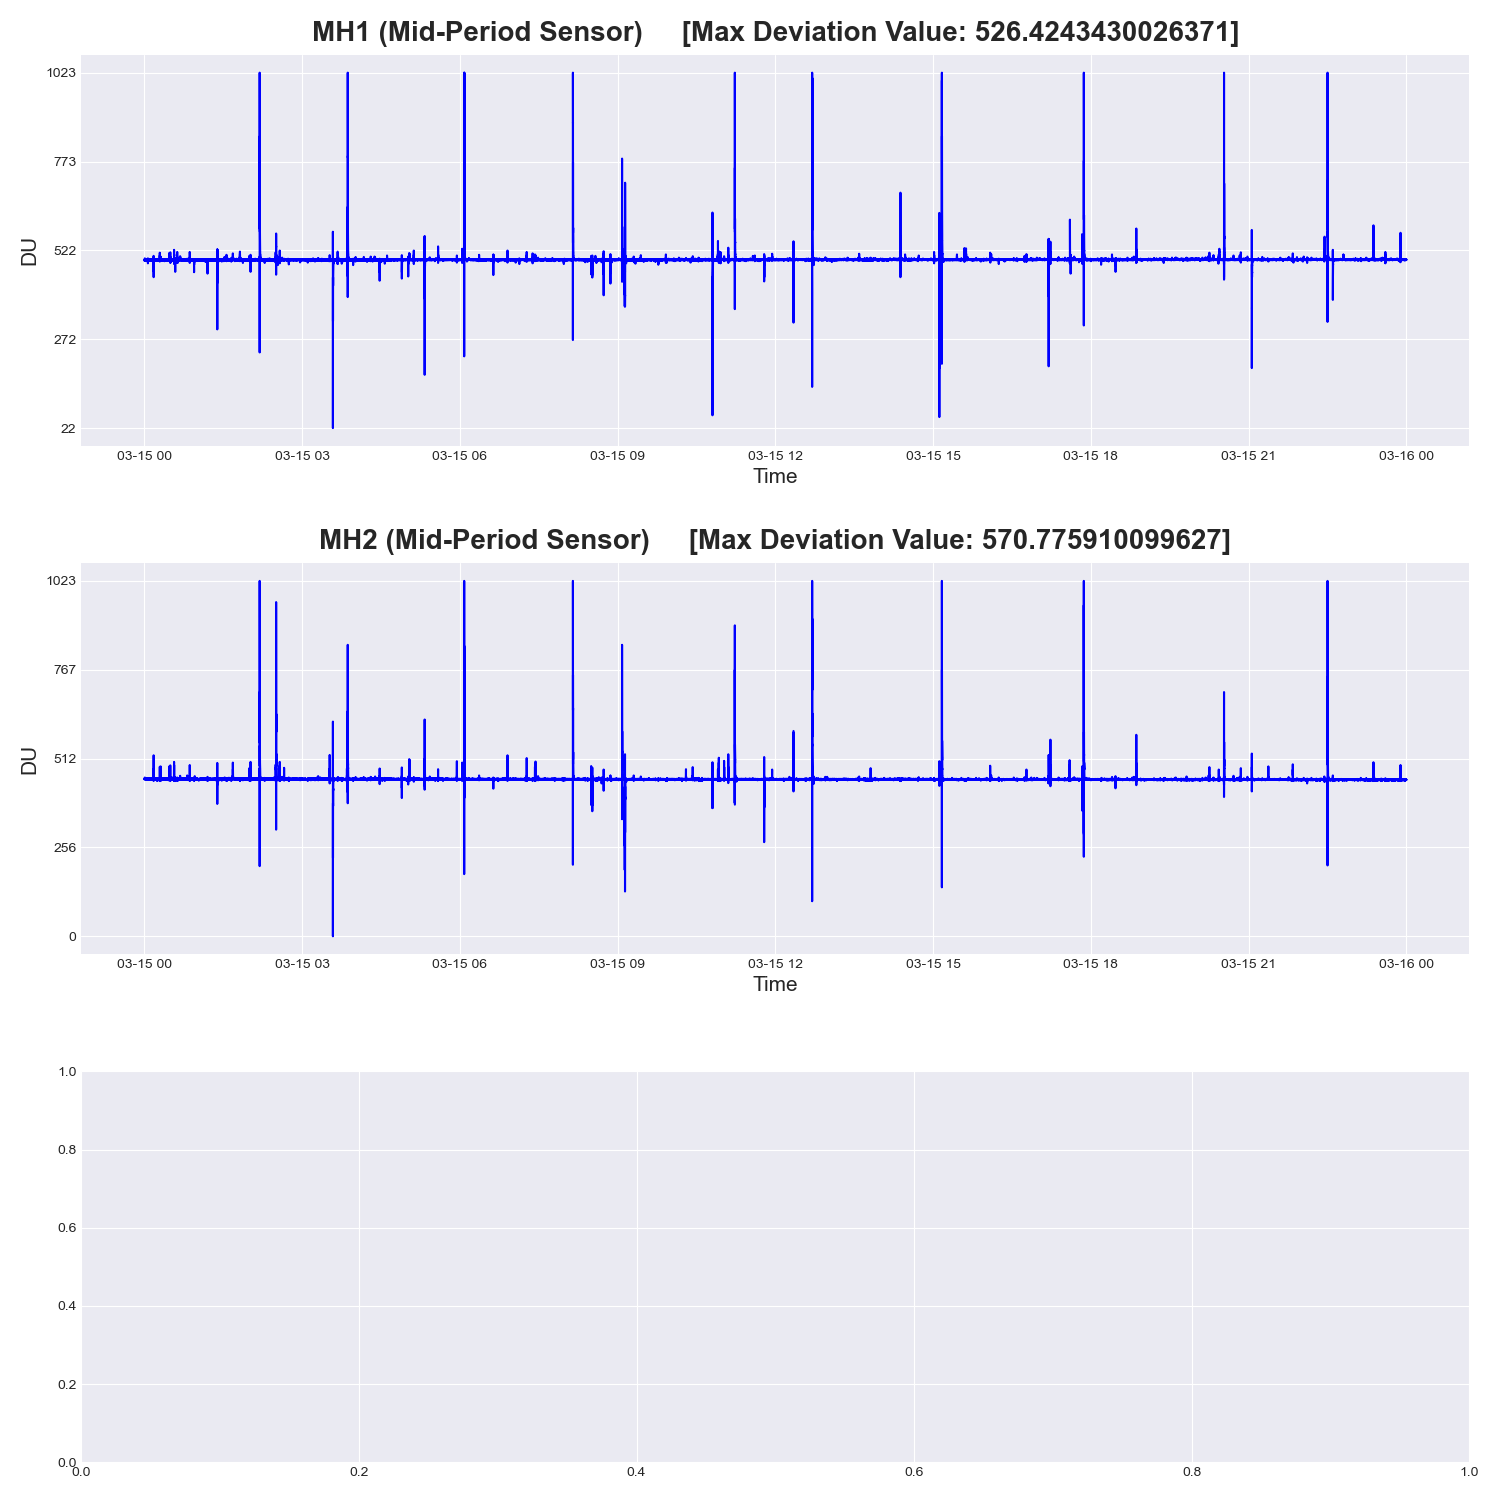 MH1 (Mid-Period Sensor) [Max Deviation Value: 526.4243430026371]
1023
773
522
272
22
DU
03-15 00 03-15 03 03-15 06 03-15 09 03-15 12 03-15 15 03-15 18 03-15 21 03-16 00
Time
MH2 (Mid-Period Sensor) [Max Deviation Value: 570.775910099627]
1023
767
512
256
0
DU
03-15 00 03-15 03 03-15 06 03-15 09 03-15 12 03-15 15 03-15 18 03-15 21 03-16 00
Time
1.0
0.8
0.6
0.4
0.2
0.0
0.0 0.2 0.4 0.6 0.8 1.0